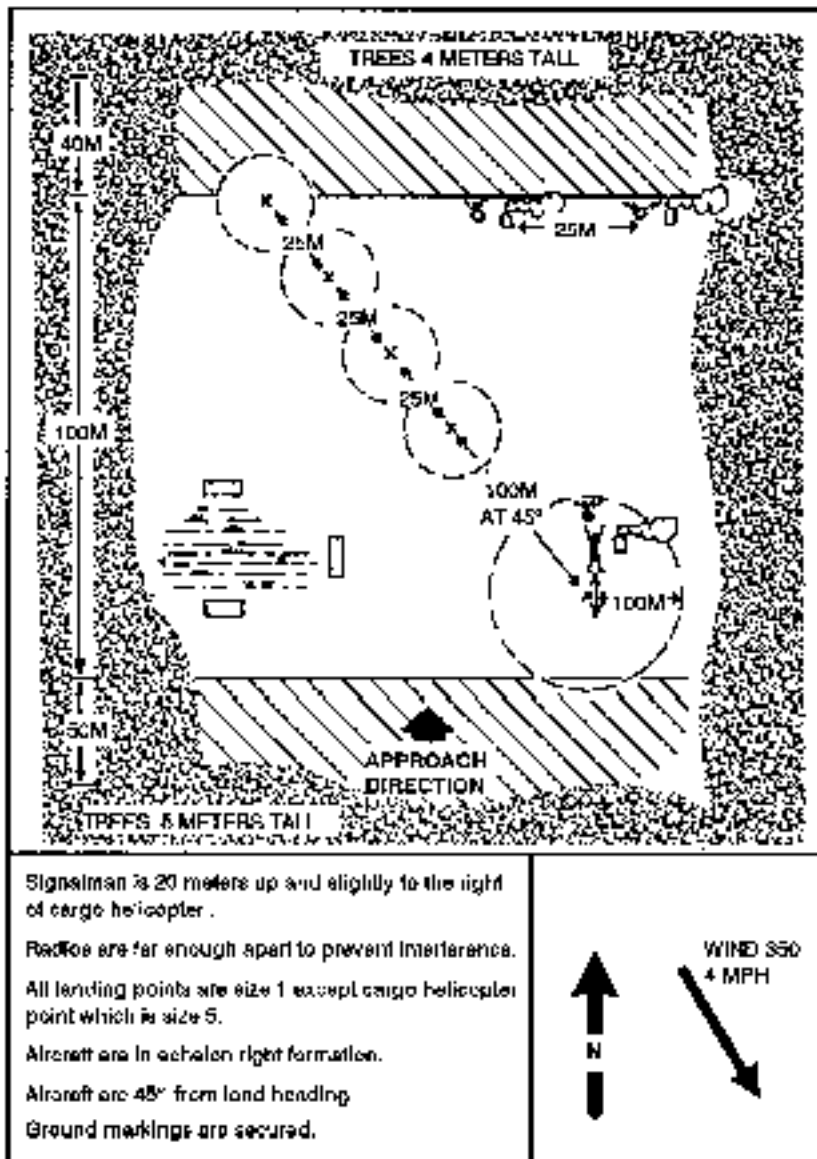 TREES 4 METERS TALL
40M
25M
25M
25M
25M
100M
100M
AT 45°
100M
50M
APPROACH
DIRECTION
TREES 5 METERS TALL
Signalman is 20 meters up and slightly to the right
of cargo helicopter.
Radios are far enough apart to prevent interference.
All landing points are size 1 except cargo helicopter
point which is size 5.
Aircraft are in echelon right formation.
Aircraft are 45° from land heading
Ground markings are secured.
N
WIND 350
4 MPH